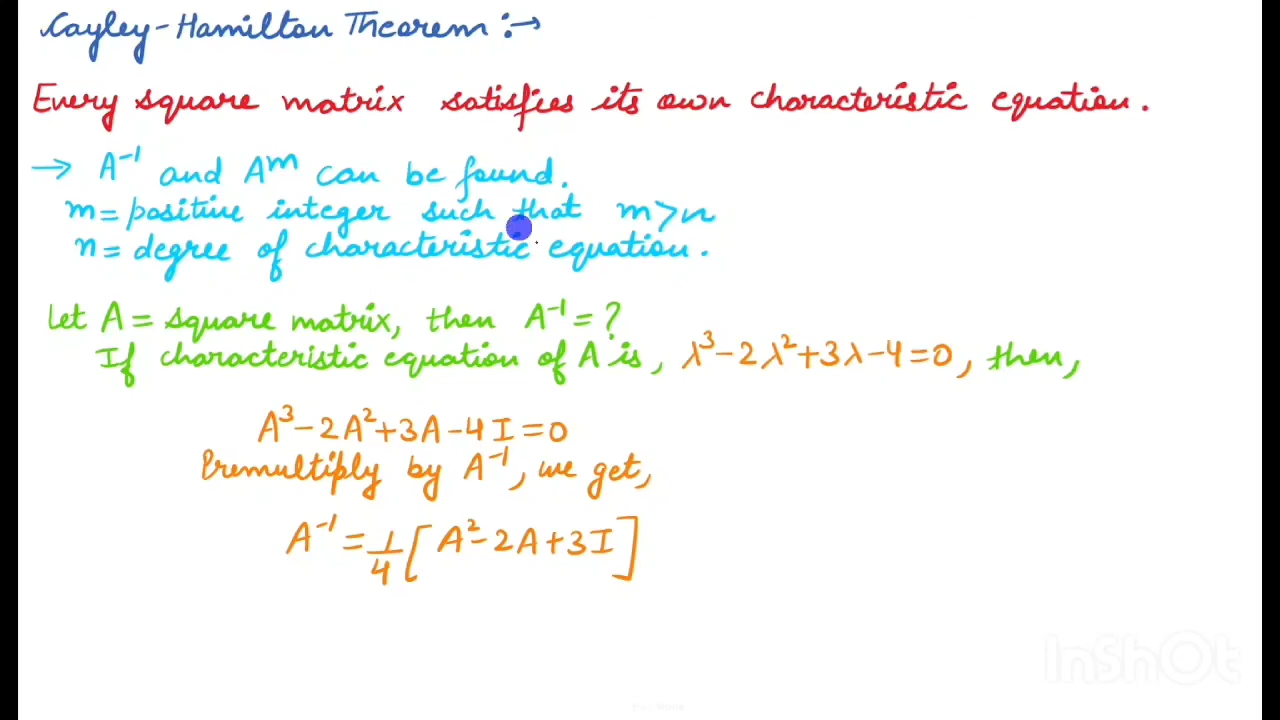 Cayley-Hamilton Theorem :→
Every square matrix satisfies its own characteristic equation.
→ A⁻¹ and Aᵐ can be found.
m = positive integer such that m > n
n = degree of characteristic equation.
Let A = square matrix, then A⁻¹ = ?
If characteristic equation of A is, λ³ - 2λ² + 3λ - 4 = 0, then,
A³ - 2A² + 3A - 4I = 0
Premultiply by A⁻¹, we get,
A⁻¹ = 1/4 [A² - 2A + 3I]
InShOt